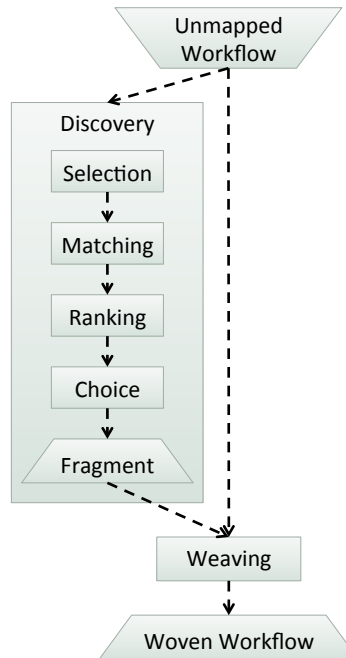 Unmapped
Workflow
Discovery
Selection
Matching
Ranking
Choice
Fragment
Weaving
Woven Workflow